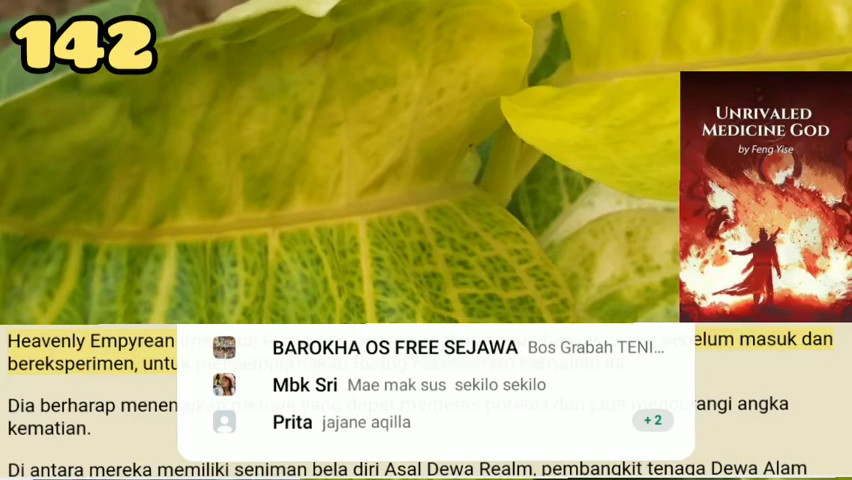 142
UNRIVALED
MEDICINE GOD
by Feng Yise
BAROKHA OS FREE SEJAWA Bos Grabah TENI...
Mbk Sri Mae mak sus sekilo sekilo
Prita jajane aqilla +2
Heavenly Empyrean sebelum masuk dan
bereksperimen, untuk
Dia berharap menemukan metode yang dapat memeras potensi dan juga mengurangi angka
kematian.
Di antara mereka memiliki seniman bela diri Asal Dewa Realm, pembangkit tenaga Dewa Alam